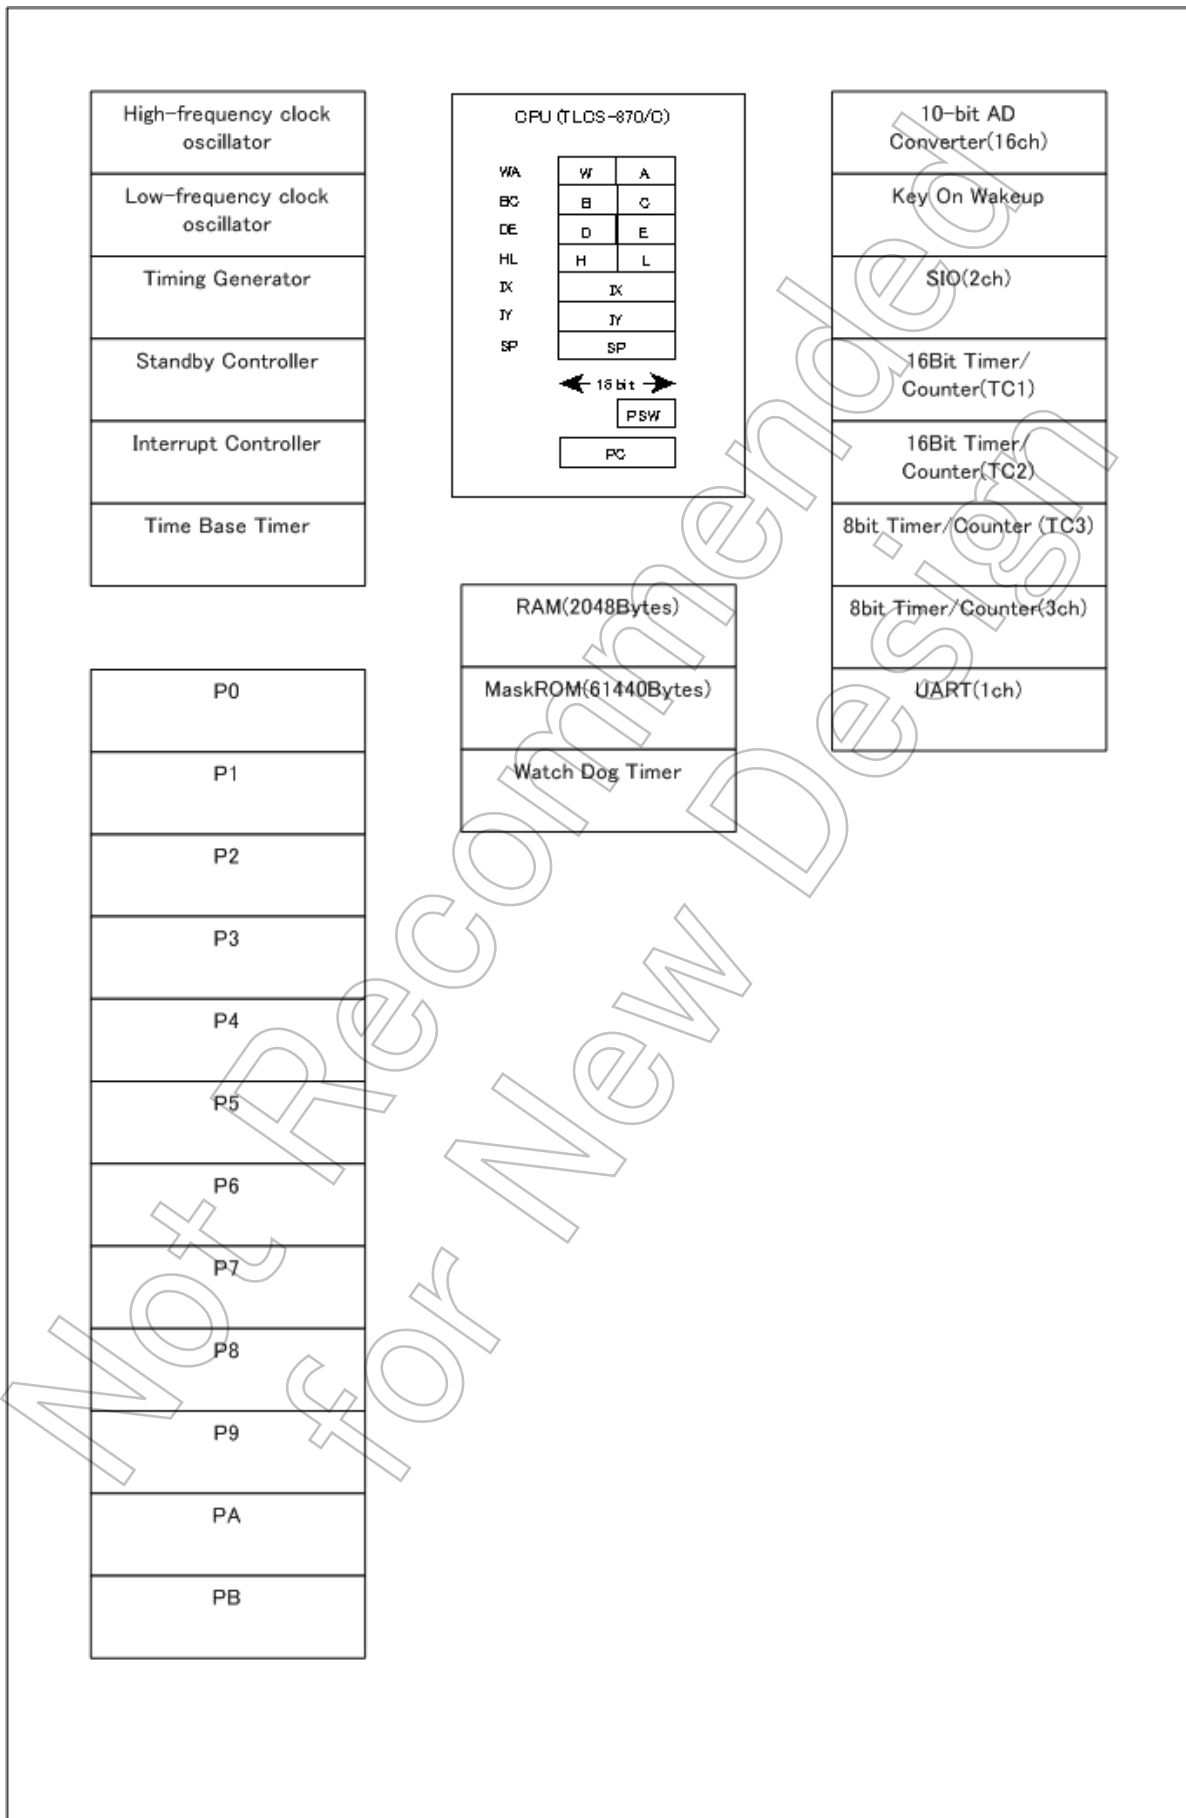 High-frequency clock
oscillator
Low-frequency clock
oscillator
Timing Generator
Standby Controller
Interrupt Controller
Time Base Timer
P0
P1
P2
P3
P4
P5
P6
P7
P8
P9
PA
PB
CPU (TLCS-870/C)
WA W A
BC B C
DE D E
HL H L
IX IX
IY IY
SP SP
16bit
PSW
PC
RAM(2048Bytes)
MaskROM(61440Bytes)
Watch Dog Timer
10-bit AD
Converter(16ch)
Key On Wakeup
SIO(2ch)
16Bit Timer/
Counter(TC1)
16Bit Timer/
Counter(TC2)
8bit Timer/Counter (TC3)
8bit Timer/Counter(3ch)
UART(1ch)
Not Recommended
for New Design